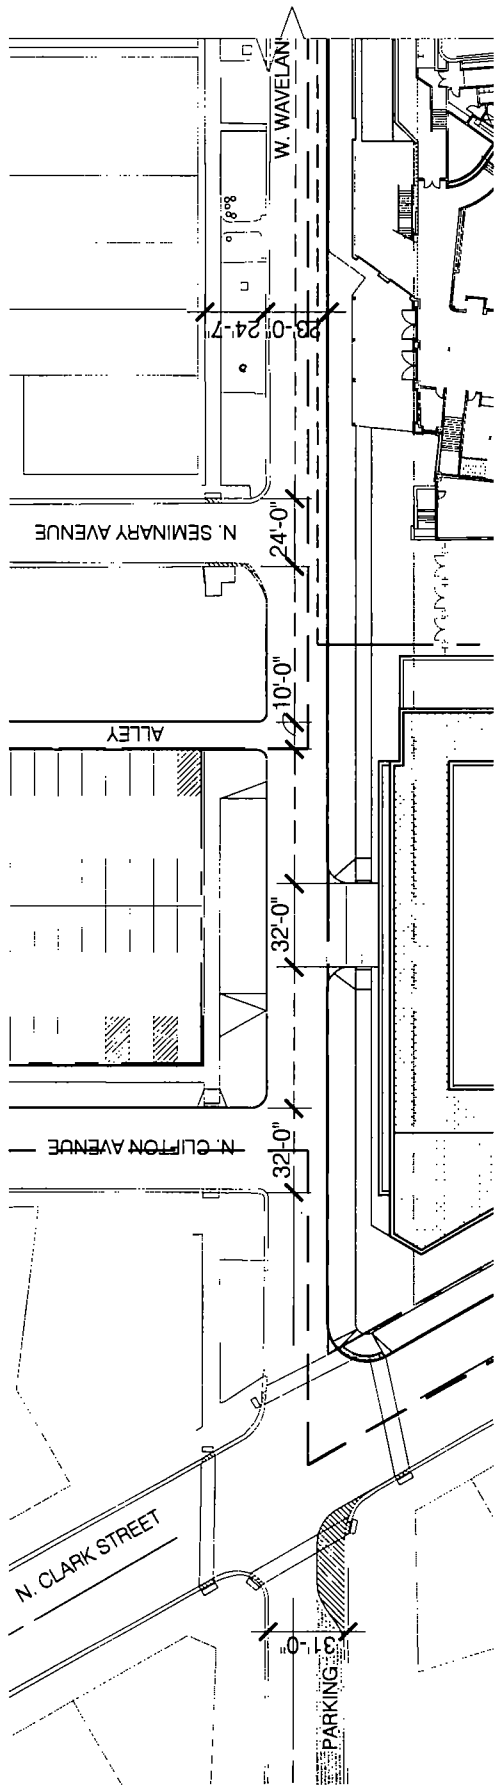 W. WAVELAN
23'-0"
24'-7"
N. SEMINARY AVENUE
24'-0"
10'-0"
ALLEY
32'-0"
N. CLIFTON AVENUE
32'-0"
N. CLARK STREET
31'-0"
PARKING